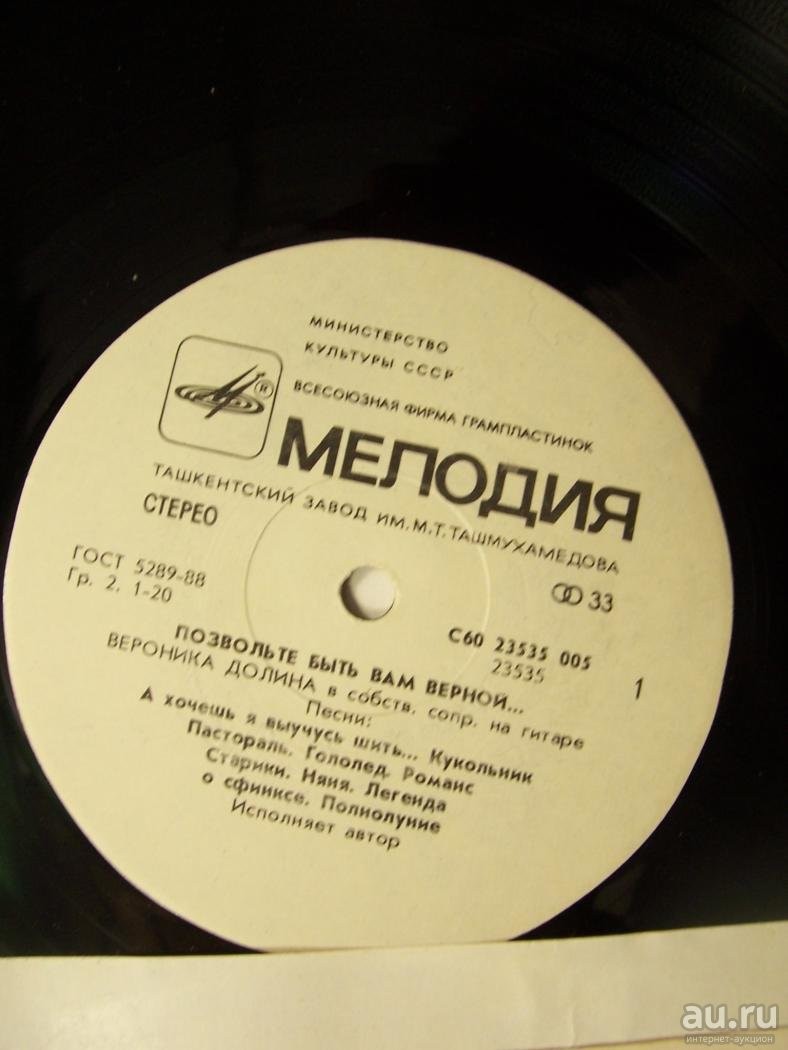 МИНИСТЕРСТВО
КУЛЬТУРЫ СССР
ВСЕСОЮЗНАЯ ФИРМА ГРАМПЛАСТИНОК
®
МЕЛОДИЯ
ТАШКЕНТСКИЙ ЗАВОД ИМ. М.Т. ТАШМУХАМЕДОВА
СТЕРЕО
ГОСТ 5289-88
Гр. 2. 1-20
33
С60 23535 005
23535
1
ПОЗВОЛЬТЕ БЫТЬ ВАМ ВЕРНОЙ...
ВЕРОНИКА ДОЛИНА в собств. сопр. на гитаре
Песни:
А хочешь я выучусь шить... Кукольник
Пастораль. Гололед. Романс
Старики. Няня. Легенда
о сфинксе. Полнолуние
Исполняет автор
au.ru
интернет-аукцион